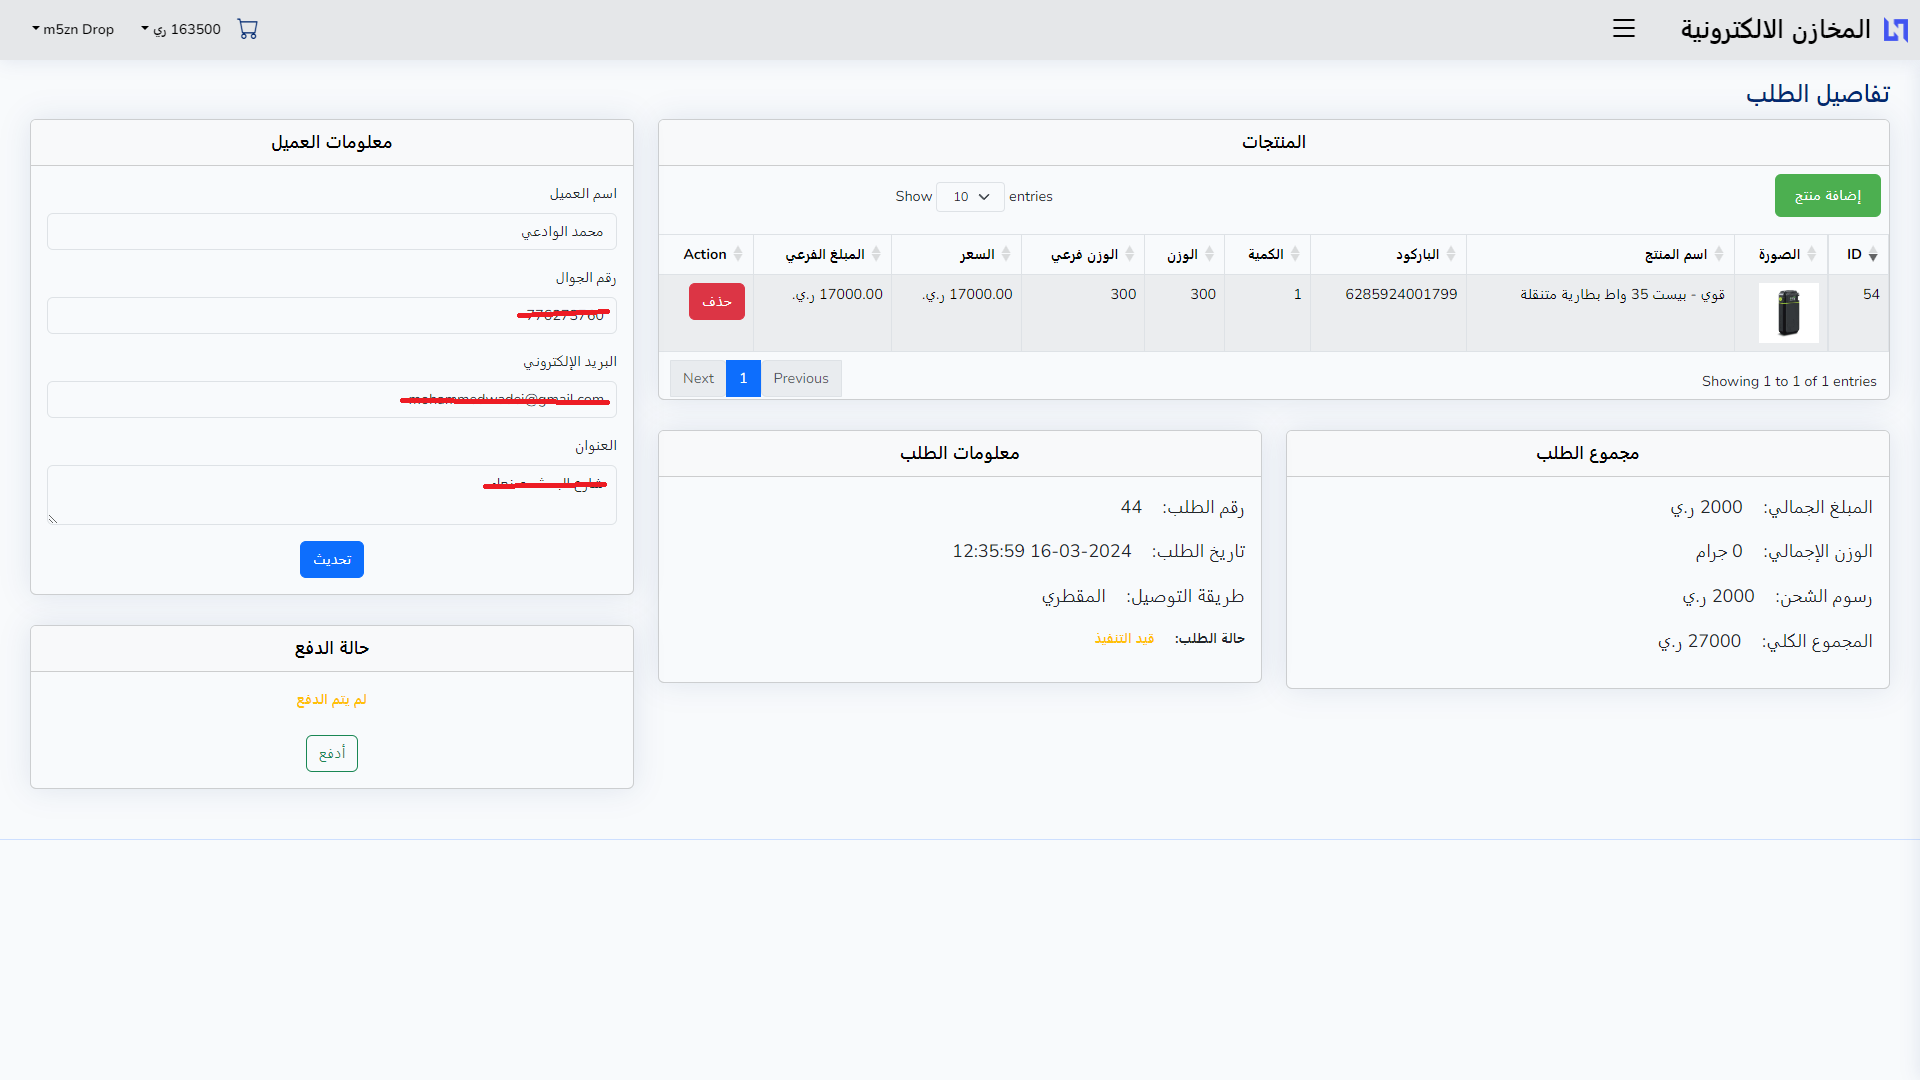 المخازن الالكترونية
163500 ري
m5zn Drop
تفاصيل الطلب
المنتجات
إضافة منتج
Show 10 entries
ID
الصورة
اسم المنتج
الباركود
الكمية
الوزن
الوزن فرعي
السعر
المبلغ الفرعي
Action
54
قوي - بيست 35 واط بطارية متنقلة
6285924001799
1
300
300
17000.00 ر.ي.
17000.00 ر.ي.
حذف
Showing 1 to 1 of 1 entries
Previous 1 Next
مجموع الطلب
المبلغ الجمالي: 2000 ر.ي
الوزن الإجمالي: 0 جرام
رسوم الشحن: 2000 ر.ي
المجموع الكلي: 27000 ر.ي
معلومات الطلب
رقم الطلب: 44
تاريخ الطلب: 2024-03-16 12:35:59
طريقة التوصيل: المقطري
حالة الطلب: قيد التنفيذ
معلومات العميل
اسم العميل
محمد الوادعي
رقم الجوال
البريد الإلكتروني
العنوان
تحديث
حالة الدفع
لم يتم الدفع
أدفع